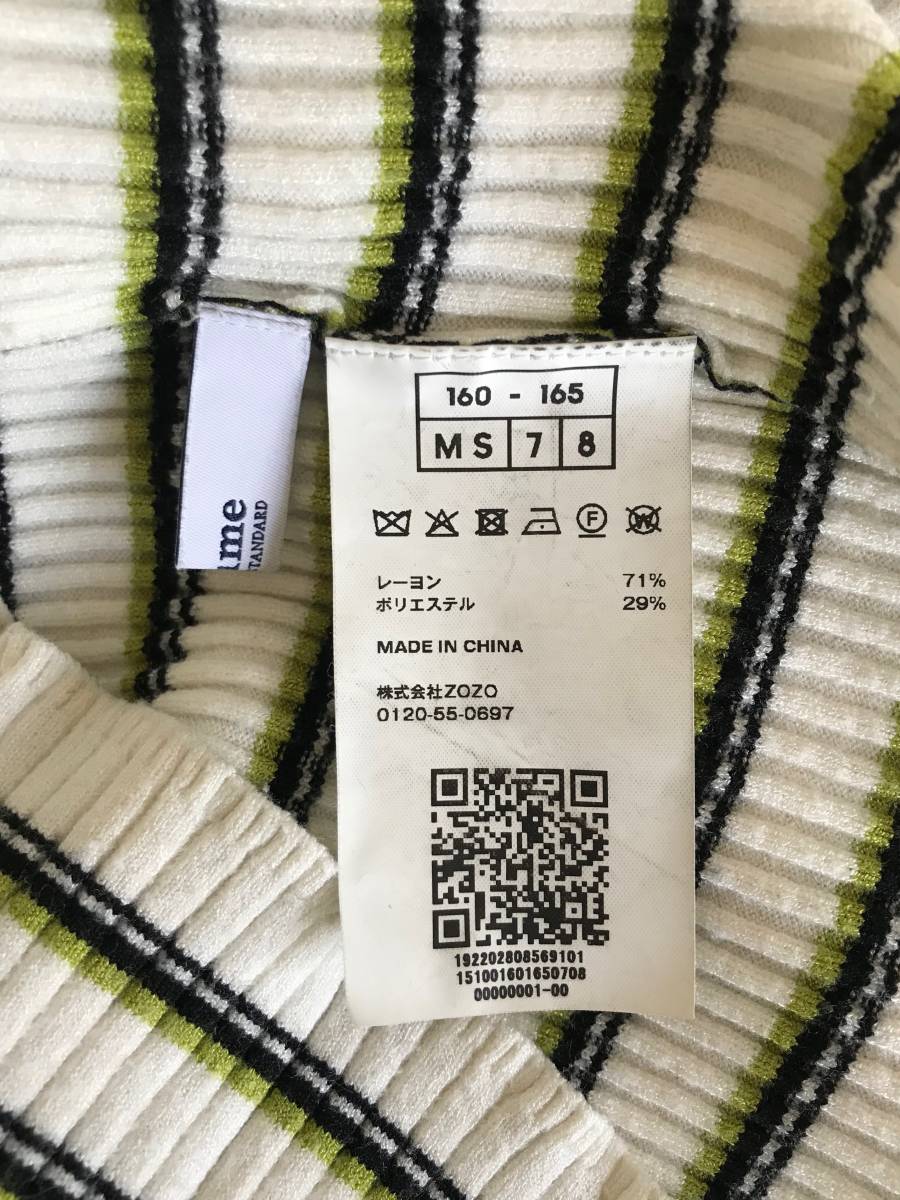 ime
STANDARD
160 - 165
MS 7 8
F W
レーヨン 71%
ポリエステル 29%
MADE IN CHINA
株式会社ZOZO
0120-55-0697
192202808569101
151001601650708
00000001-00